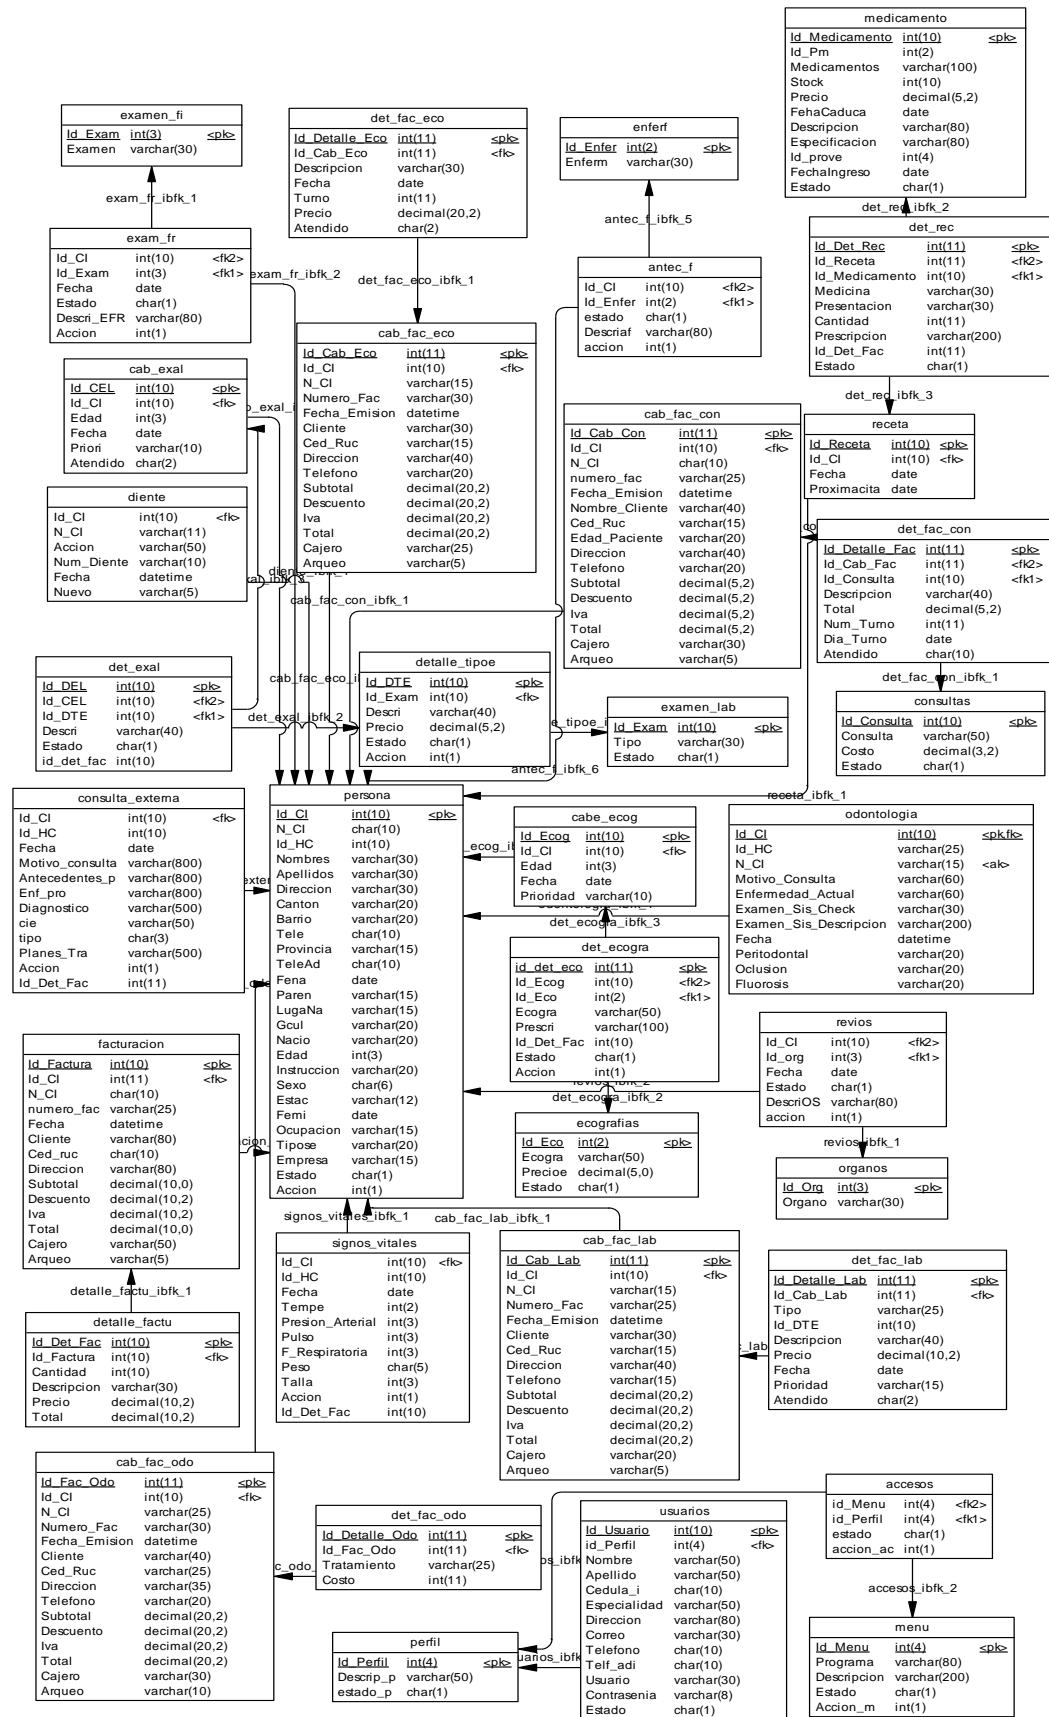 medicamento
Id_Medicamento int(10) <pk>
Id_Pm int(2)
Medicamentos varchar(100)
Stock int(10)
Precio decimal(5,2)
FehaCaduca date
Descripcion varchar(80)
Especificacion varchar(80)
Id_prove int(4)
FechaIngreso date
Estado char(1)
examen_fi
Id_Exam int(3) <pk>
Examen varchar(30)
det_fac_eco
Id_Detalle_Eco int(11) <pk>
Id_Cab_Eco int(11) <fk>
Descripcion varchar(30)
Fecha date
Turno int(11)
Precio decimal(20,2)
Atendido char(2)
enferf
Id_Enfer int(2) <pk>
Enferm varchar(30)
exam_fr_ibfk_1
antec_f_ibfk_5
det_rec_ibfk_2
exam_fr
Id_CI int(10) <fk2>
Id_Exam int(3) <fk1>
Fecha date
Estado char(1)
Descri_EFR varchar(80)
Accion int(1)
exam_fr_ibfk_2
det_fac_eco_ibfk_1
antec_f
Id_CI int(10) <fk2>
Id_Enfer int(2) <fk1>
estado char(1)
Descriaf varchar(80)
accion int(1)
det_rec
Id_Det_Rec int(11) <pk>
Id_Receta int(11) <fk2>
Id_Medicamento int(10) <fk1>
Medicina varchar(30)
Presentacion varchar(30)
Cantidad int(11)
Prescripcion varchar(200)
Id_Det_Fac int(11)
Estado char(1)
det_rec_ibfk_3
cab_fac_eco
Id_Cab_Eco int(11) <pk>
Id_CI int(10) <fk>
N_CI varchar(15)
Numero_Fac varchar(30)
Fecha_Emision datetime
Cliente varchar(30)
Ced_Ruc varchar(15)
Direccion varchar(40)
Telefono varchar(20)
Subtotal decimal(20,2)
Descuento decimal(20,2)
Iva decimal(20,2)
Total decimal(20,2)
Cajero varchar(25)
Arqueo varchar(5)
cab_exal
Id_CEL int(10) <pk>
Id_CI int(10) <fk>
Edad int(3)
Fecha date
Priori varchar(10)
Atendido char(2)
o_exal_i
cab_fac_con
Id_Cab_Con int(11) <pk>
Id_CI int(10) <fk>
N_CI char(10)
numero_fac varchar(25)
Fecha_Emision datetime
Nombre_Cliente varchar(40)
Ced_Ruc varchar(15)
Edad_Paciente varchar(20)
Direccion varchar(40)
Telefono varchar(20)
Subtotal decimal(5,2)
Descuento decimal(5,2)
Iva decimal(5,2)
Total decimal(5,2)
Cajero varchar(30)
Arqueo varchar(5)
receta
Id_Receta int(10) <pk>
Id_CI int(10) <fk>
Fecha date
Proximacita date
diente
Id_CI int(10) <fk>
N_CI varchar(11)
Accion varchar(50)
Num_Diente varchar(10)
Fecha datetime
Nuevo varchar(5)
cab_fac_con_ibfk_1
det_fac_con
Id_Detalle_Fac int(11) <pk>
Id_Cab_Fac int(11) <fk2>
Id_Consulta int(10) <fk1>
Descripcion varchar(40)
Total decimal(5,2)
Num_Turno int(11)
Dia_Turno date
Atendido char(10)
det_fac_con_ibfk_1
det_exal
Id_DEL int(10) <pk>
Id_CEL int(10) <fk2>
Id_DTE int(10) <fk1>
Descri varchar(40)
Estado char(1)
id_det_fac int(10)
cab_fac_eco_i
det_exal_ibfk_2
detalle_tipoe
Id_DTE int(10) <pk>
Id_Exam int(10) <fk>
Descri varchar(40)
Precio decimal(5,2)
Estado char(1)
Accion int(1)
e_tipoe_i
examen_lab
Id_Exam int(10) <pk>
Tipo varchar(30)
Estado char(1)
consultas
Id_Consulta int(10) <pk>
Consulta varchar(50)
Costo decimal(3,2)
Estado char(1)
antec_f_ibfk_6
receta_ibfk_1
consulta_externa
Id_CI int(10) <fk>
Id_HC int(10)
Fecha date
Motivo_consulta varchar(800)
Antecedentes_p varchar(800)
Enf_pro varchar(800)
Diagnostico varchar(500)
cie varchar(50)
tipo char(3)
Planes_Tra varchar(500)
Accion int(1)
Id_Det_Fac int(11)
persona
Id_CI int(10) <pk>
N_CI char(10)
Id_HC int(10)
Nombres varchar(30)
Apellidos varchar(30)
Direccion varchar(30)
Canton varchar(20)
Barrio varchar(20)
Tele char(10)
Provincia varchar(15)
TeleAd char(10)
Fena date
Paren varchar(15)
LugaNa varchar(15)
Gcul varchar(20)
Nacio varchar(20)
Edad int(3)
Instruccion varchar(20)
Sexo char(6)
Estac varchar(12)
Femi date
Ocupacion varchar(15)
Tipose varchar(20)
Empresa varchar(15)
Estado char(1)
Accion int(1)
cabe_ecog
Id_Ecog int(10) <pk>
Id_CI int(10) <fk>
Edad int(3)
Fecha date
Prioridad varchar(10)
_ecog_ib
odontologia
Id_CI int(10) <pk,fk>
Id_HC varchar(25)
N_CI varchar(15) <ak>
Motivo_Consulta varchar(60)
Enfermedad_Actual varchar(60)
Examen_Sis_Check varchar(30)
Examen_Sis_Descripcion varchar(200)
Fecha datetime
Peritodontal varchar(20)
Oclusion varchar(20)
Fluorosis varchar(20)
det_ecogra_ibfk_3
det_ecogra
id_det_eco int(11) <pk>
Id_Ecog int(10) <fk2>
Id_Eco int(2) <fk1>
Ecogra varchar(50)
Prescri varchar(100)
Id_Det_Fac int(10)
Estado char(1)
Accion int(1)
revios_ibfk_2
det_ecogra_ibfk_2
revios
Id_CI int(10) <fk2>
Id_org int(3) <fk1>
Fecha date
Estado char(1)
DescriOS varchar(80)
accion int(1)
revios_ibfk_1
facturacion
Id_Factura int(10) <pk>
Id_CI int(11) <fk>
N_CI char(10)
numero_fac varchar(25)
Fecha datetime
Cliente varchar(80)
Ced_ruc char(10)
Direccion varchar(80)
Subtotal decimal(10,0)
Descuento decimal(10,2)
Iva decimal(10,2)
Total decimal(10,0)
Cajero varchar(50)
Arqueo varchar(5)
acion_
ecografias
Id_Eco int(2) <pk>
Ecogra varchar(50)
Precioe decimal(5,0)
Estado char(1)
organos
Id_Org int(3) <pk>
Organo varchar(30)
signos_vitales_ibfk_1
cab_fac_lab_ibfk_1
detalle_factu_ibfk_1
signos_vitales
Id_CI int(10) <fk>
Id_HC int(10)
Fecha date
Tempe int(2)
Presion_Arterial int(3)
Pulso int(3)
F_Respiratoria int(3)
Peso char(5)
Talla int(3)
Accion int(1)
Id_Det_Fac int(10)
cab_fac_lab
Id_Cab_Lab int(11) <pk>
Id_CI int(10) <fk>
N_CI varchar(15)
Numero_Fac varchar(25)
Fecha_Emision datetime
Cliente varchar(30)
Ced_Ruc varchar(15)
Direccion varchar(40)
Telefono varchar(15)
Subtotal decimal(20,2)
Descuento decimal(20,2)
Iva decimal(20,2)
Total decimal(20,2)
Cajero varchar(20)
Arqueo varchar(5)
c_lab_
det_fac_lab
Id_Detalle_Lab int(11) <pk>
Id_Cab_Lab int(11) <fk>
Tipo varchar(25)
Id_DTE int(10)
Descripcion varchar(40)
Precio decimal(10,2)
Fecha date
Prioridad varchar(15)
Atendido char(2)
detalle_factu
Id_Det_Fac int(10) <pk>
Id_Factura int(10) <fk>
Cantidad int(10)
Descripcion varchar(30)
Precio decimal(10,2)
Total decimal(10,2)
cab_fac_odo
Id_Fac_Odo int(11) <pk>
Id_CI int(10) <fk>
N_CI varchar(25)
Numero_Fac varchar(30)
Fecha_Emision datetime
Cliente varchar(40)
Ced_Ruc varchar(25)
Direccion varchar(35)
Telefono varchar(20)
Subtotal decimal(20,2)
Descuento decimal(20,2)
Iva decimal(20,2)
Total decimal(20,2)
Cajero varchar(30)
Arqueo varchar(10)
c_odo_
det_fac_odo
Id_Detalle_Odo int(11) <pk>
Id_Fac_Odo int(11) <fk>
Tratamiento varchar(25)
Costo int(11)
os_ibfk
usuarios
Id_Usuario int(10) <pk>
id_Perfil int(4) <fk>
Nombre varchar(50)
Apellido varchar(50)
Cedula_i char(10)
Especialidad varchar(50)
Direccion varchar(80)
Correo varchar(30)
Telefono char(10)
Telf_adi char(10)
Usuario varchar(30)
Contrasenia varchar(8)
Estado char(1)
accesos
id_Menu int(4) <fk2>
id_Perfil int(4) <fk1>
estado char(1)
accion_ac int(1)
accesos_ibfk_2
perfil
Id_Perfil int(4) <pk>
Descrip_p varchar(50)
estado_p char(1)
uarios_ibfk
menu
Id_Menu int(4) <pk>
Programa varchar(80)
Descripcion varchar(200)
Estado char(1)
Accion_m int(1)